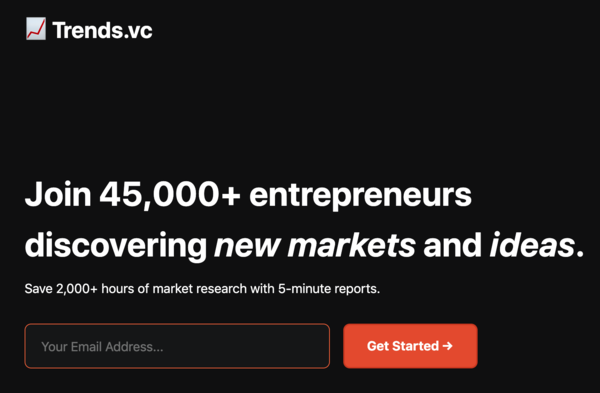 📈 Trends.vc
Join 45,000+ entrepreneurs
discovering new markets and ideas.
Save 2,000+ hours of market research with 5-minute reports.
Your Email Address...
Get Started →